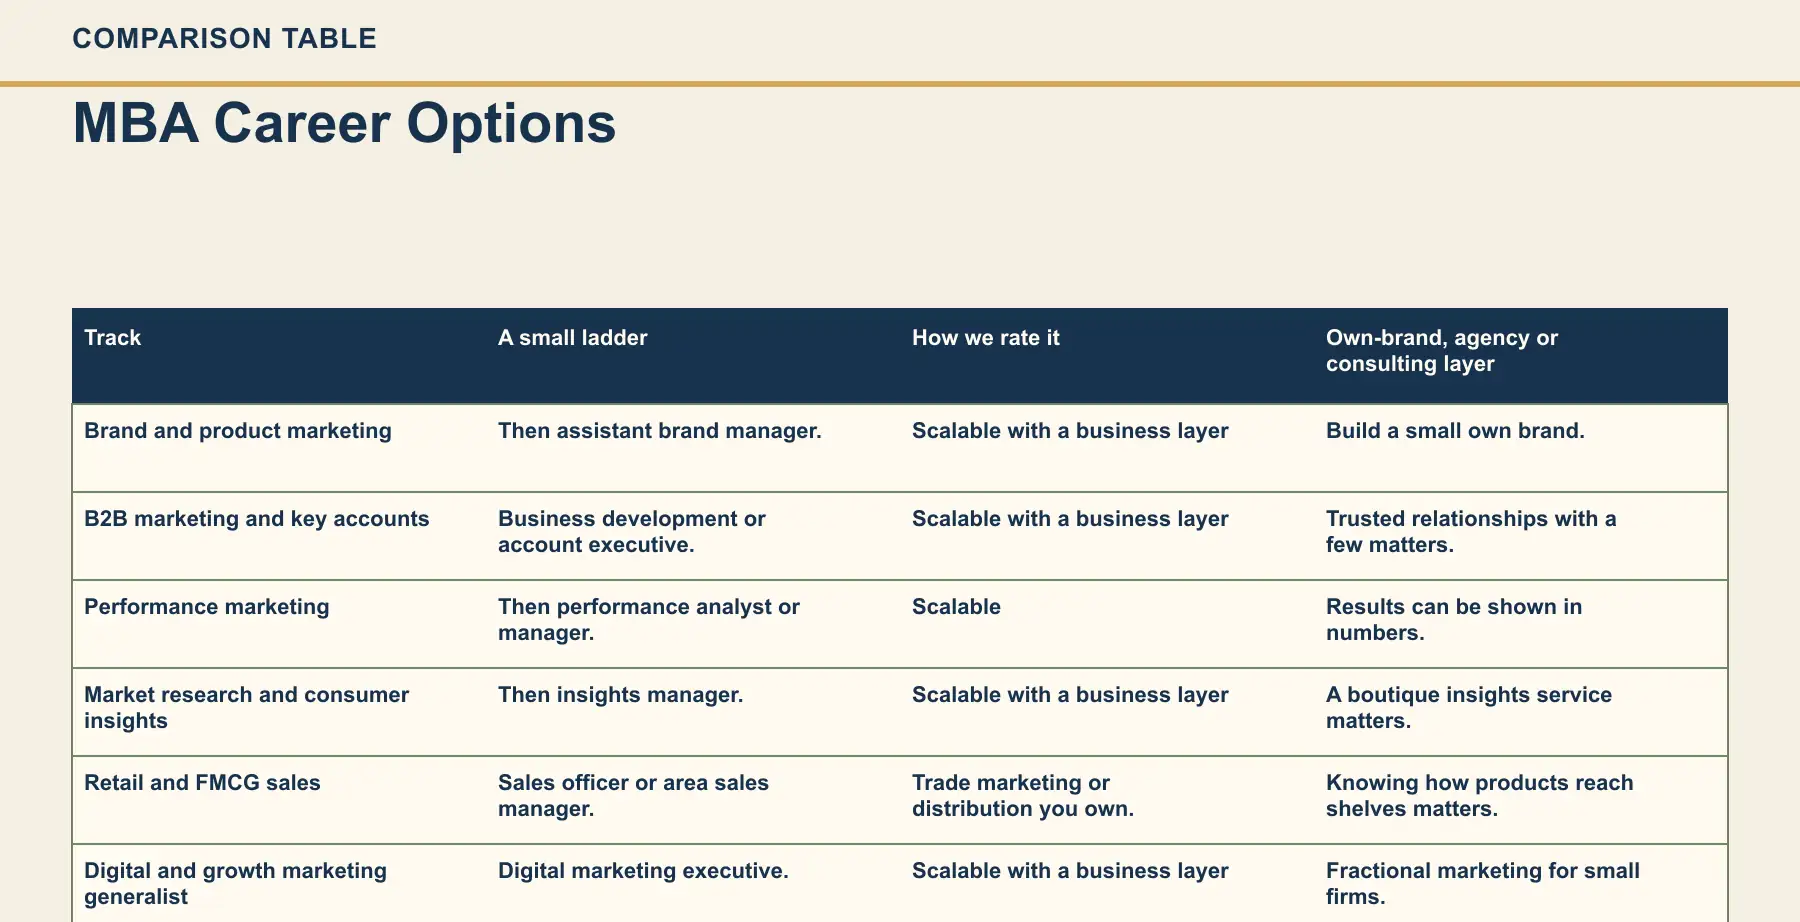 COMPARISON TABLE
MBA Career Options
Track
A small ladder
How we rate it
Own-brand, agency or
consulting layer
Brand and product marketing
Then assistant brand manager.
Scalable with a business layer
Build a small own brand.
B2B marketing and key accounts
Business development or
account executive.
Scalable with a business layer
Trusted relationships with a
few matters.
Performance marketing
Then performance analyst or
manager.
Scalable
Results can be shown in
numbers.
Market research and consumer
insights
Then insights manager.
Scalable with a business layer
A boutique insights service
matters.
Retail and FMCG sales
Sales officer or area sales
manager.
Trade marketing or
distribution you own.
Knowing how products reach
shelves matters.
Digital and growth marketing
generalist
Digital marketing executive.
Scalable with a business layer
Fractional marketing for small
firms.